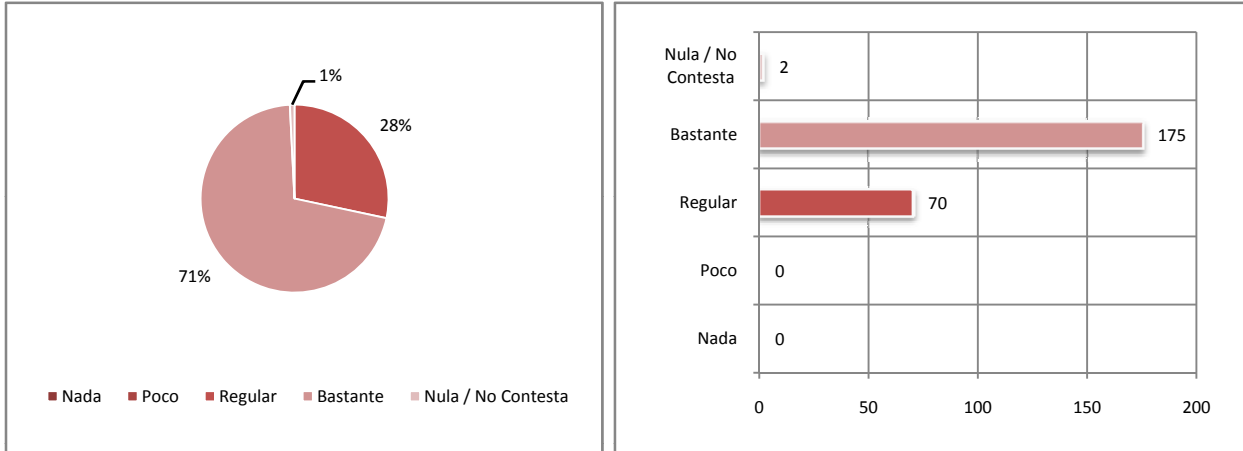 1%
28%
71%
Nada Poco Regular Bastante Nula / No Contesta
Nula / No
Contesta
2
Bastante
175
Regular
70
Poco
0
Nada
0
0 50 100 150 200